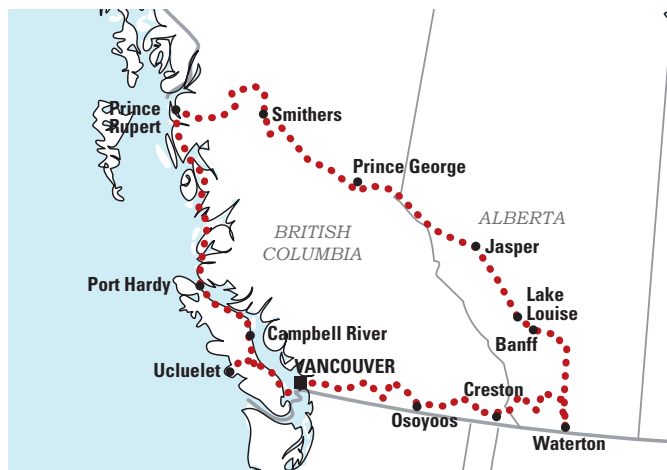 Prince
Rupert
Smithers
Prince George
BRITISH
COLUMBIA
ALBERTA
Jasper
Port Hardy
Lake
Louise
Campbell River
Banff
Ucluelet
VANCOUVER
Creston
Osoyoos
Waterton